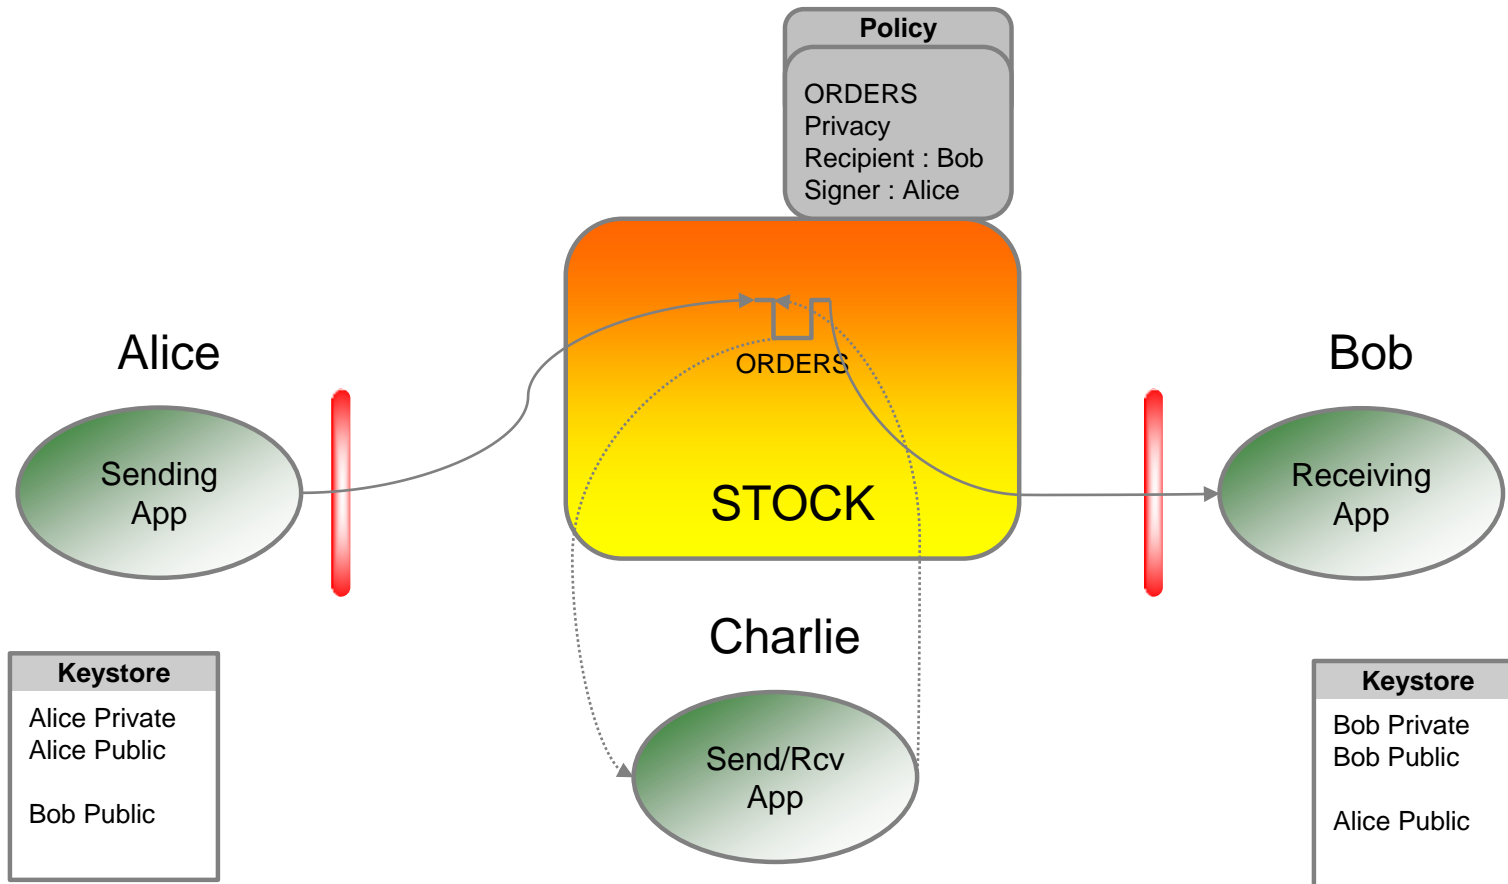 Policy
ORDERS
Privacy
Recipient : Bob
Signer : Alice
Alice
ORDERS
Bob
Sending
App
STOCK
Receiving
App
Charlie
Send/Rcv
App
Keystore
Alice Private
Alice Public
Bob Public
Keystore
Bob Private
Bob Public
Alice Public